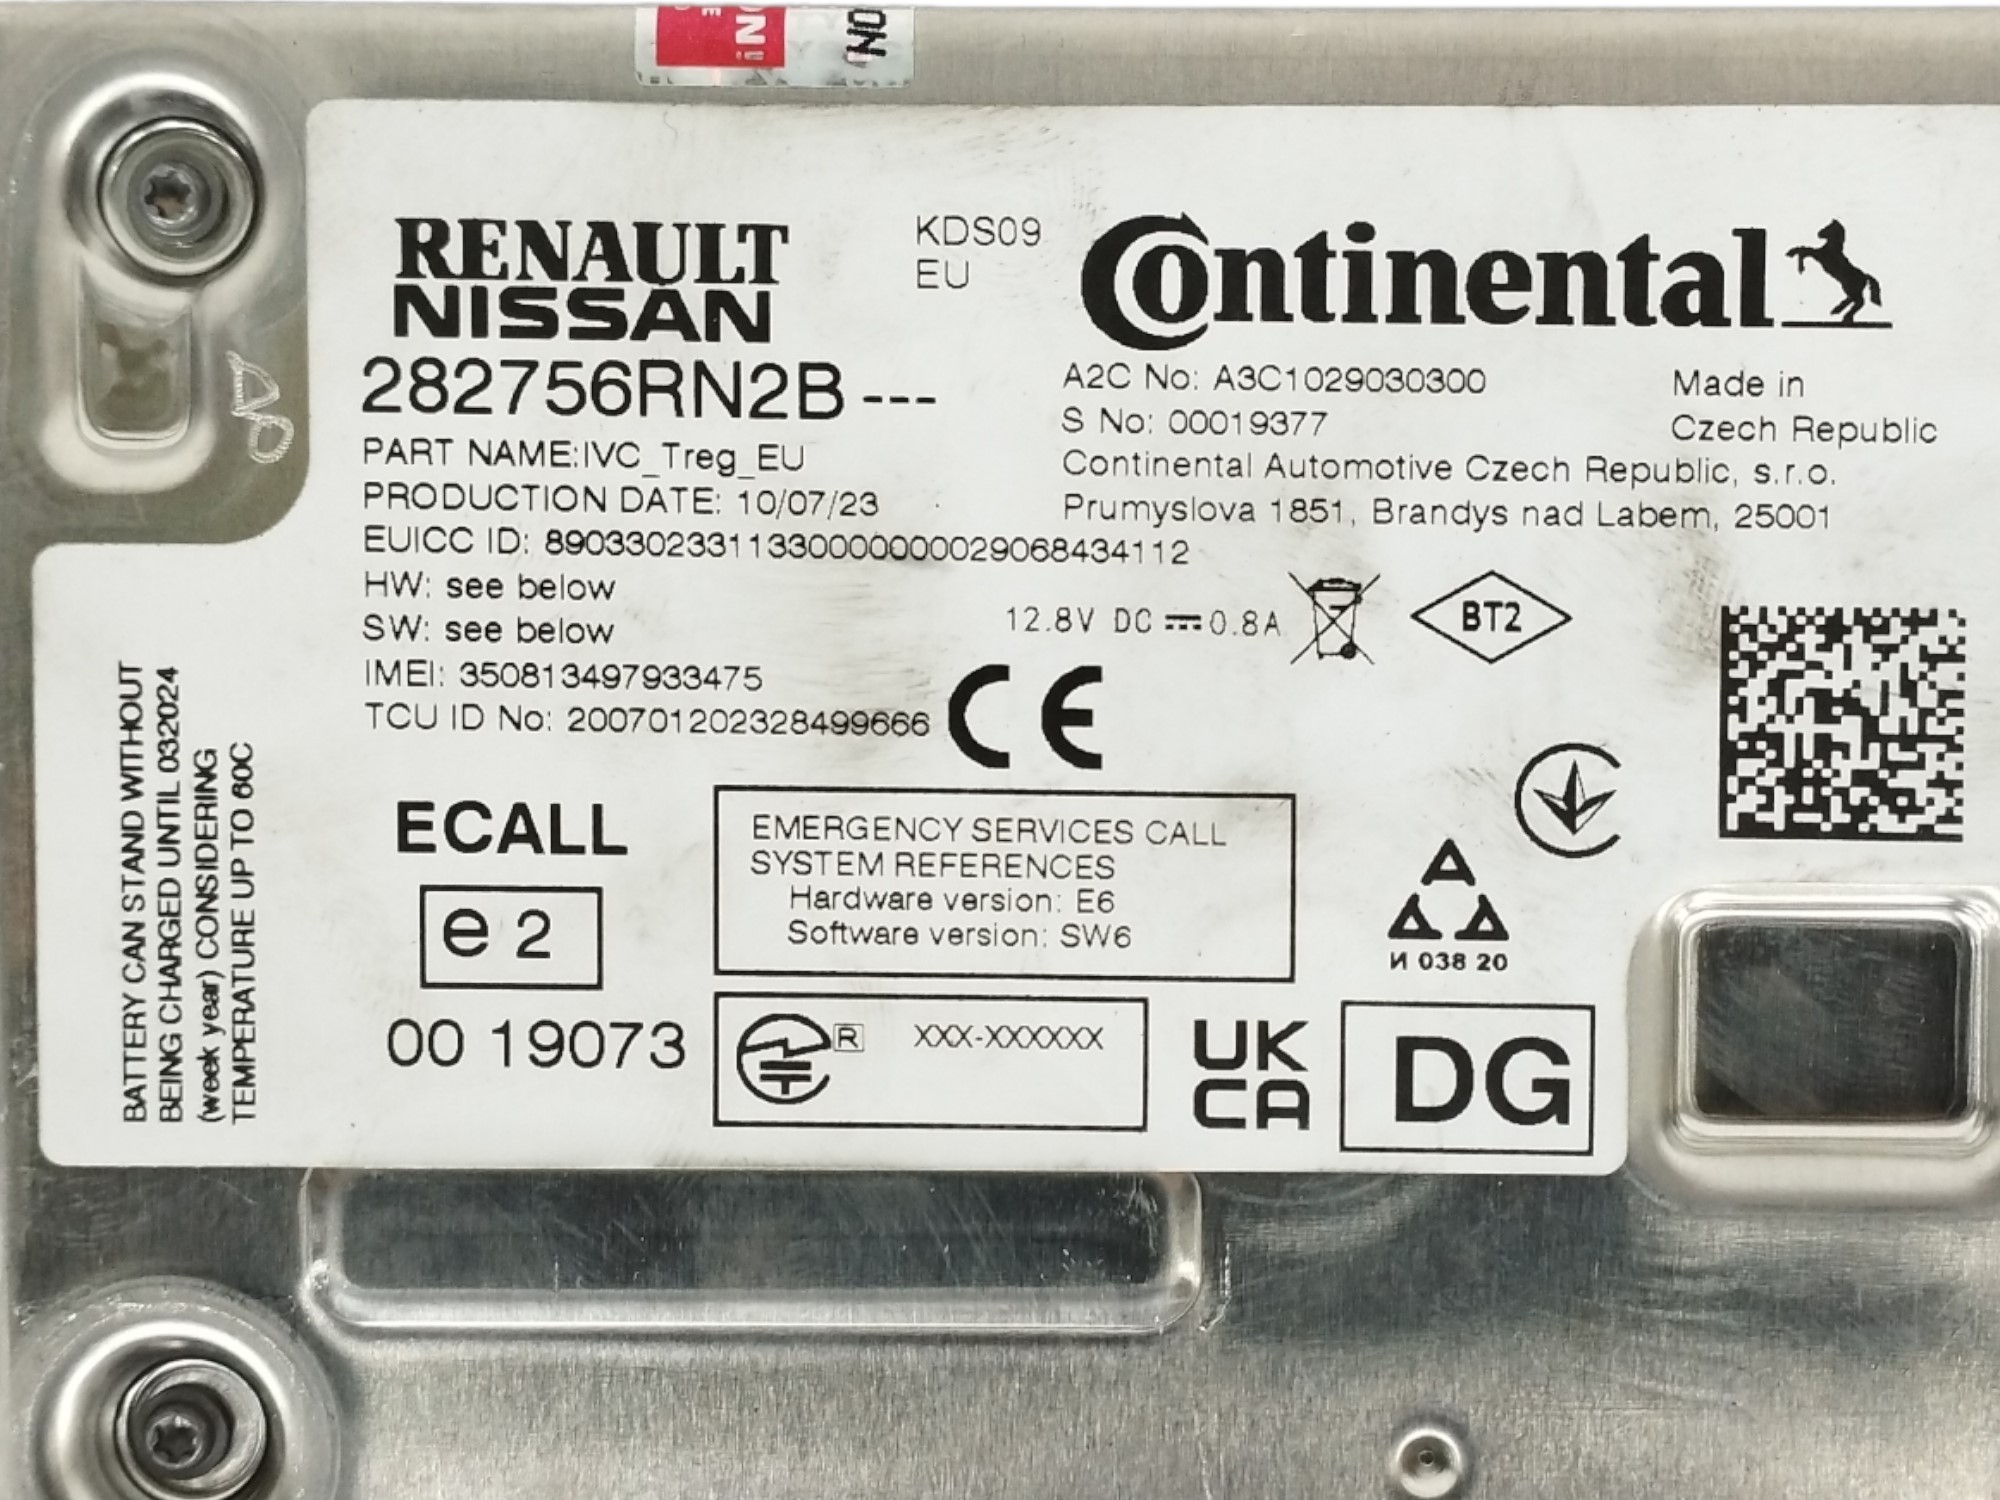 NO
RENAULT
NISSAN
KDS09
EU
Continental
282756RN2B---
A2C No: A3C1029030300
S No: 00019377
Made in
Czech Republic
PART NAME:IVC_Treg_EU
PRODUCTION DATE: 10/07/23
Continental Automotive Czech Republic, s.r.o.
Prumyslova 1851, Brandys nad Labem, 25001
EUICC ID: 89033023311330000000029068434112
HW: see below
SW: see below
12.8V DC 0.8A
BT2
IMEI: 350813497933475
TCU ID No: 200701202328499666
CE
BATTERY CAN STAND WITHOUT
BEING CHARGED UNTIL 032024
(week year) CONSIDERING
TEMPERATURE UP TO 60C
ECALL
e 2
00 19073
EMERGENCY SERVICES CALL
SYSTEM REFERENCES
Hardware version: E6
Software version: SW6
R
XXX-XXXXXX
UK
CA
И 038 20
DG